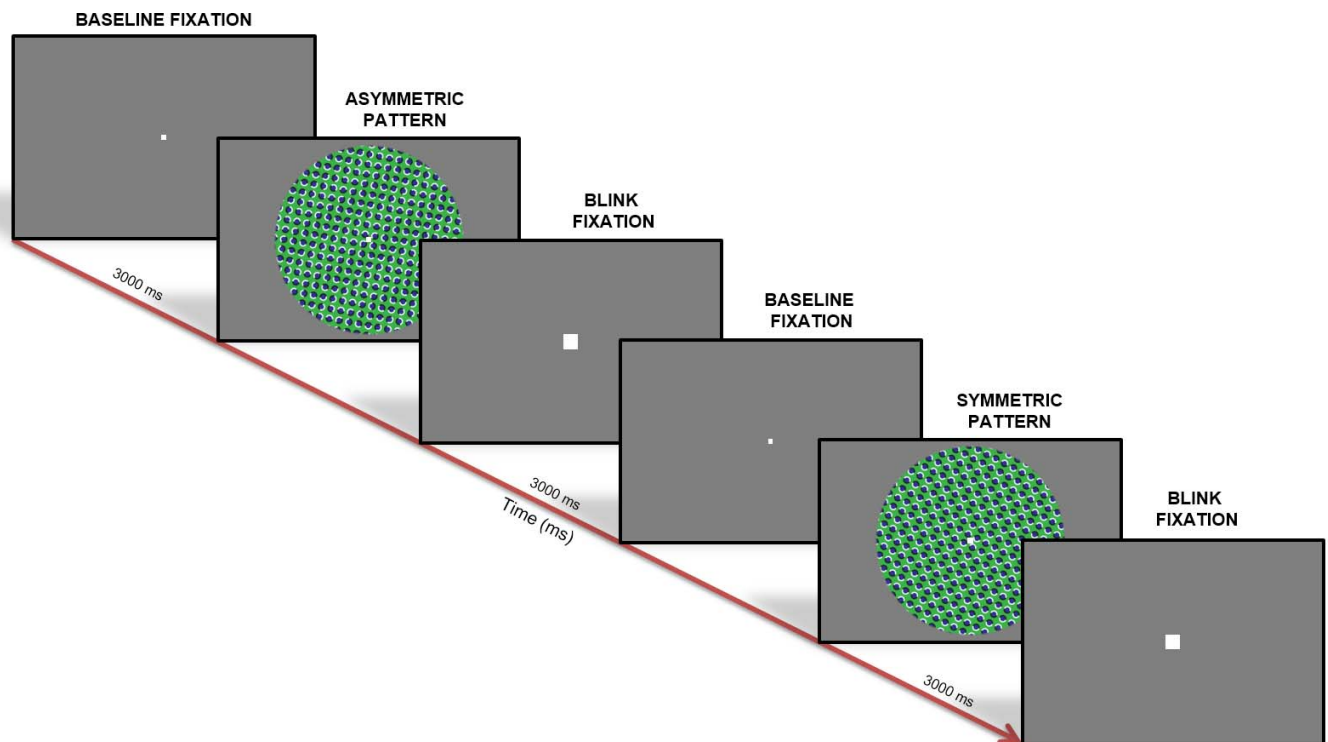 BASELINE FIXATION
ASYMMETRIC
PATTERN
BLINK
FIXATION
BASELINE
FIXATION
SYMMETRIC
PATTERN
BLINK
FIXATION
3000 ms
3000 ms
Time (ms)
3000 ms